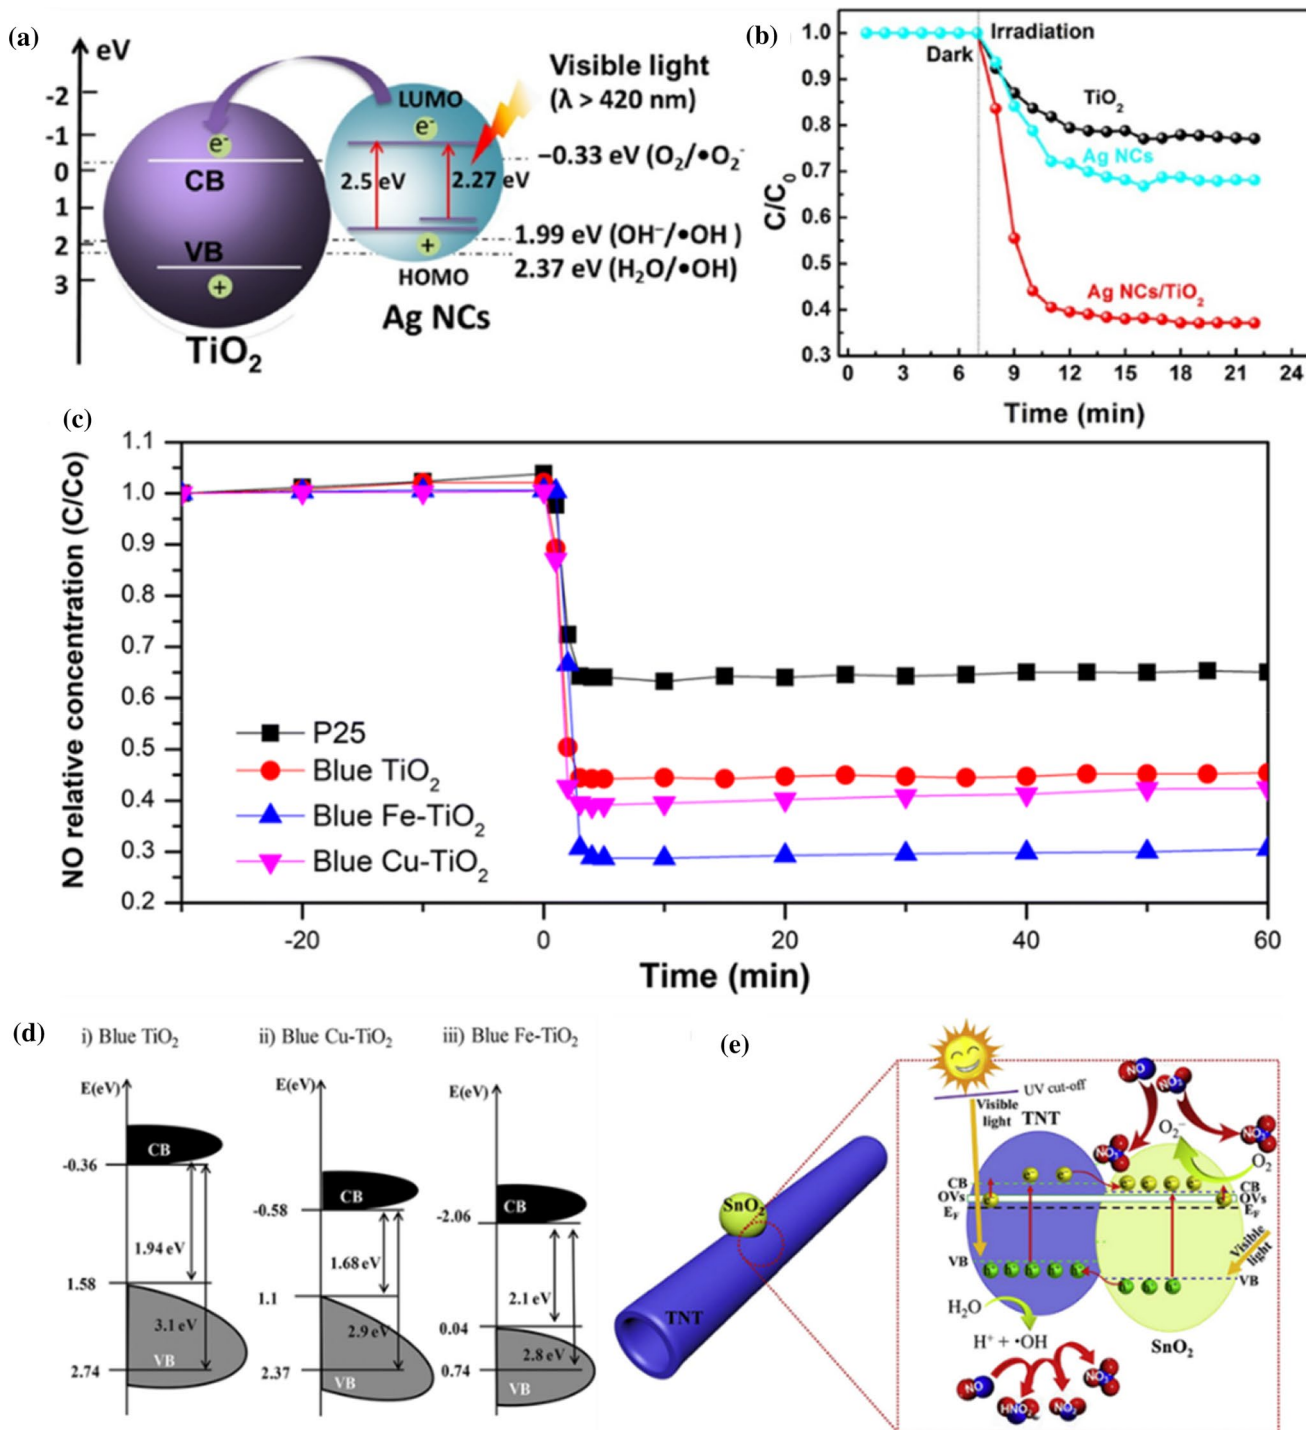 (a)
eV
-2
-1
0
1
2
3
e-
CB
VB
+
TiO2
LUMO
e-
2.5 eV
2.27 eV
+
HOMO
Ag NCs
Visible light
(λ > 420 nm)
−0.33 eV (O2/•O2-
1.99 eV (OH−/•OH )
2.37 eV (H2O/•OH)
(b)
C/C0
1.0
0.9
0.8
0.7
0.6
0.5
0.4
0.3
Dark
Irradiation
TiO2
Ag NCs
Ag NCs/TiO2
0 3 6 9 12 15 18 21 24
Time (min)
(c)
NO relative concentration (C/Co)
1.1
1.0
0.9
0.8
0.7
0.6
0.5
0.4
0.3
0.2
P25
Blue TiO2
Blue Fe-TiO2
Blue Cu-TiO2
-20 0 20 40 60
Time (min)
(d)
i) Blue TiO2
E(eV)
CB
-0.36
1.94 eV
1.58
3.1 eV
VB
2.74
ii) Blue Cu-TiO2
E(eV)
CB
-0.58
1.68 eV
1.1
2.9 eV
VB
2.37
iii) Blue Fe-TiO2
E(eV)
CB
-2.06
2.1 eV
0.04
2.8 eV
0.74
VB
(e)
SnO2
TNT
UV cut-off
Visible
light
TNT
NO
NO2
O2−
NO3-
NO3-
O2
CB
OVs
EF
VB
CB
OVs
EF
VB
Visible
light
H2O
H+ + •OH
SnO2
NO
HNO2
NO2
NO3-